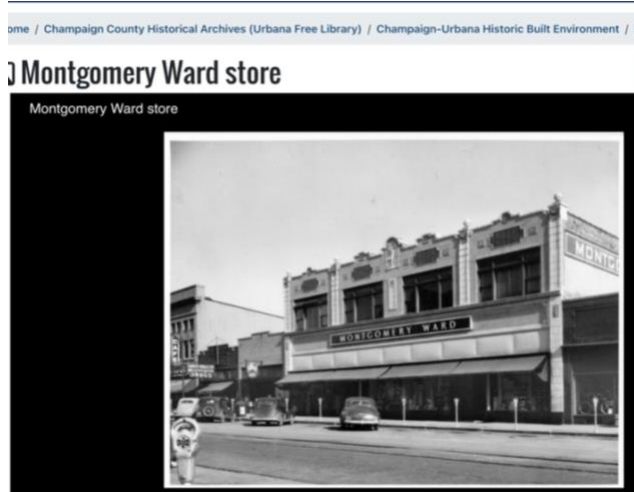 ome / Champaign County Historical Archives (Urbana Free Library) / Champaign-Urbana Historic Built Environment /
Montgomery Ward store
Montgomery Ward store
MONTG
MONTGOMERY WARD